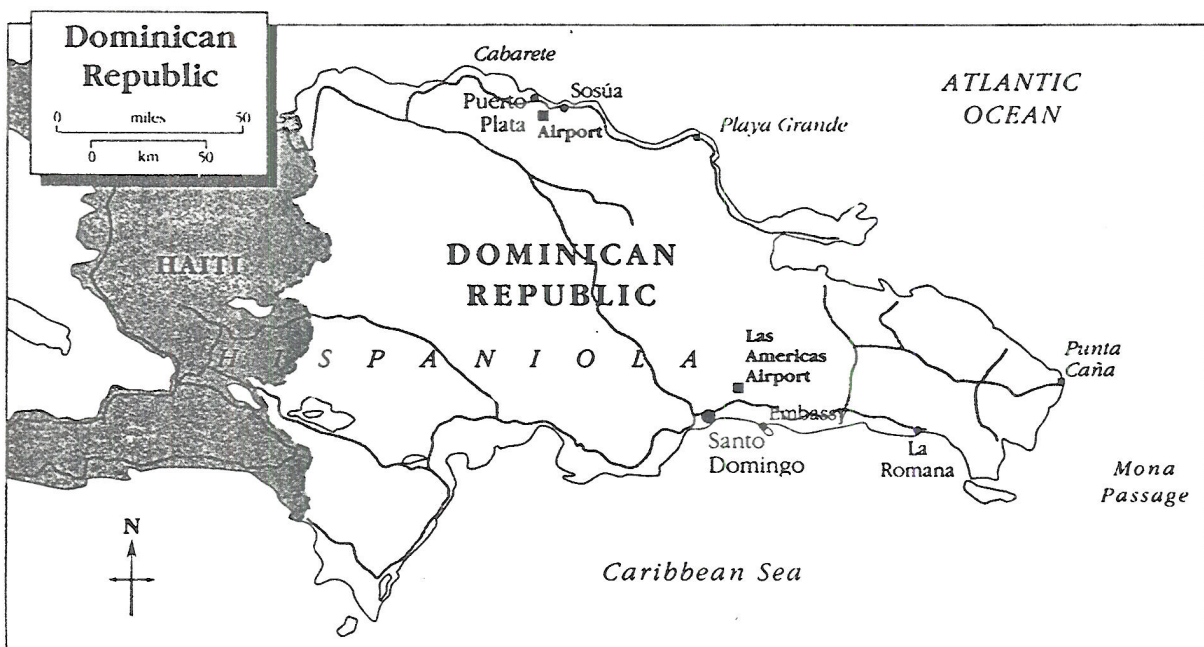 Dominican
Republic
0 miles 50
0 km 50
Cabarete
Puerto
Plata
Sosúa
Airport
Playa Grande
ATLANTIC
OCEAN
HAITI
DOMINICAN
REPUBLIC
HISPANIOLA
Las
Americas
Airport
Punta
Caña
Embassy
Santo
Domingo
La
Romana
Mona
Passage
N
Caribbean Sea